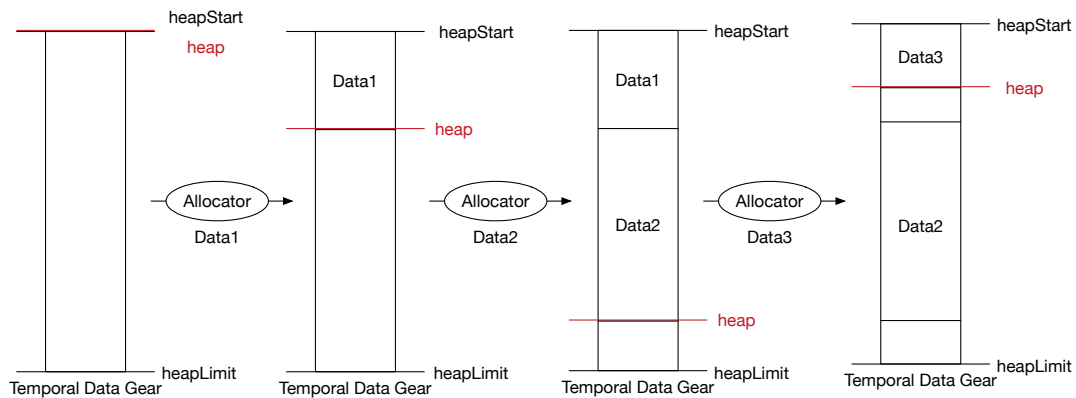 heapStart
heap
heapLimit
Temporal Data Gear
Allocator
Data1
heapStart
Data1
heap
heapLimit
Temporal Data Gear
Allocator
Data2
heapStart
Data1
Data2
heap
heapLimit
Temporal Data Gear
Allocator
Data3
heapStart
Data3
heap
Data2
heapLimit
Temporal Data Gear